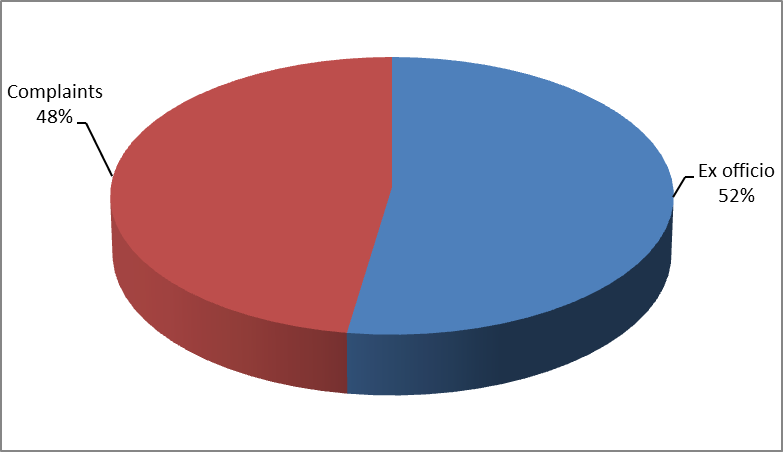 Complaints
48%
Ex officio
52%